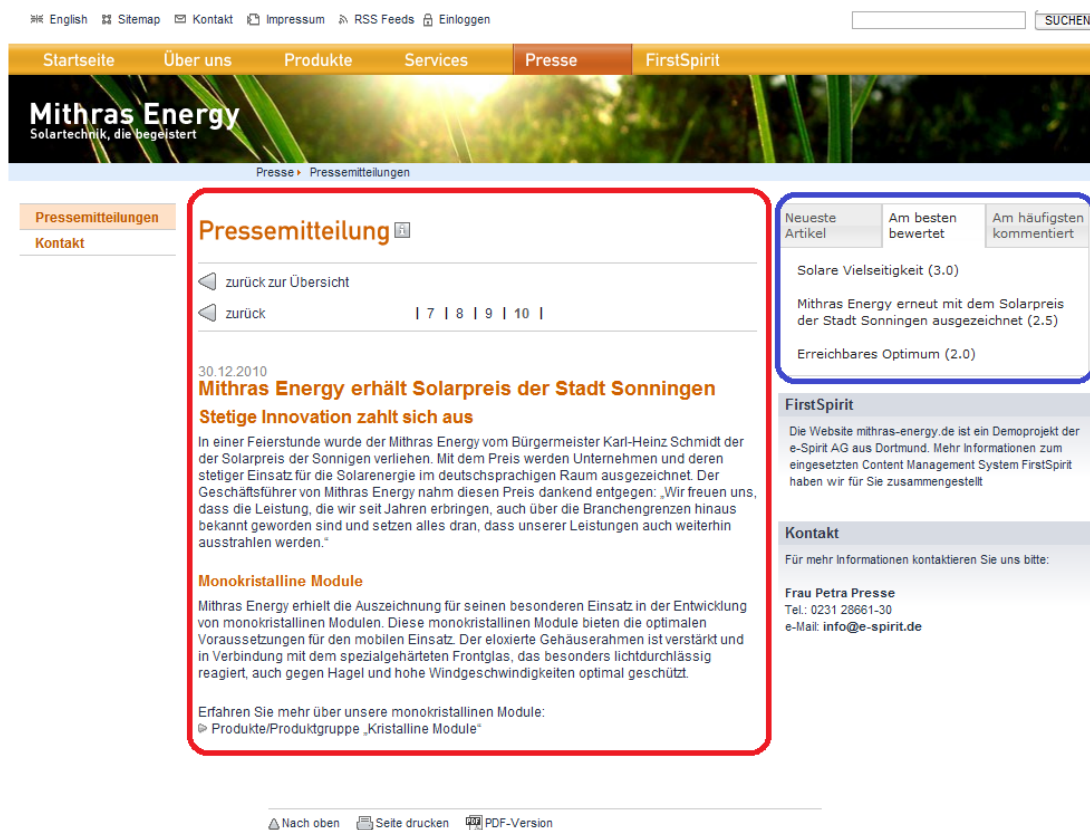 English Sitemap Kontakt Impressum RSS Feeds Einloggen SUCHEN
Startseite Über uns Produkte Services Presse FirstSpirit
Mithras Energy
Solartechnik, die begeistert
Presse Pressemitteilungen
Pressemitteilungen
Kontakt
Pressemitteilung
zurück zur Übersicht
zurück | 7 | 8 | 9 | 10 |
30.12.2010
Mithras Energy erhält Solarpreis der Stadt Sonningen
Stetige Innovation zahlt sich aus
In einer Feierstunde wurde der Mithras Energy vom Bürgermeister Karl-Heinz Schmidt der
der Solarpreis der Sonnigen verliehen. Mit dem Preis werden Unternehmen und deren
stetiger Einsatz für die Solarenergie im deutschsprachigen Raum ausgezeichnet. Der
Geschäftsführer von Mithras Energy nahm diesen Preis dankend entgegen: „Wir freuen uns,
dass die Leistung, die wir seit Jahren erbringen, auch über die Branchengrenzen hinaus
bekannt geworden sind und setzen alles dran, dass unserer Leistungen auch weiterhin
ausstrahlen werden.“
Monokristalline Module
Mithras Energy erhielt die Auszeichnung für seinen besonderen Einsatz in der Entwicklung
von monokristallinen Modulen. Diese monokristallinen Module bieten die optimalen
Voraussetzungen für den mobilen Einsatz. Der eloxierte Gehäuserahmen ist verstärkt und
in Verbindung mit dem spezialgehärteten Frontglas, das besonders lichtdurchlässig
reagiert, auch gegen Hagel und hohe Windgeschwindigkeiten optimal geschützt.
Erfahren Sie mehr über unsere monokristallinen Module:
Produkte/Produktgruppe „Kristalline Module“
Neueste Artikel
Am besten bewertet
Am häufigsten kommentiert
Solare Vielseitigkeit (3.0)
Mithras Energy erneut mit dem Solarpreis
der Stadt Sonningen ausgezeichnet (2.5)
Erreichbares Optimum (2.0)
FirstSpirit
Die Website mithras-energy.de ist ein Demoprojekt der
e-Spirit AG aus Dortmund. Mehr Informationen zum
eingesetzten Content Management System FirstSpirit
haben wir für Sie zusammengestellt
Kontakt
Für mehr Informationen kontaktieren Sie uns bitte:
Frau Petra Presse
Tel.: 0231 28661-30
e-Mail: info@e-spirit.de
Nach oben Seite drucken PDF-Version